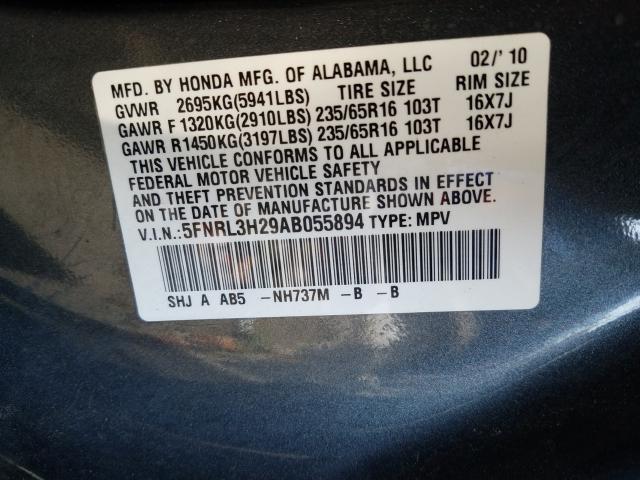 MFD. BY HONDA MFG. OF ALABAMA, LLC 02/' 10
GVWR 2695KG(5941LBS) TIRE SIZE RIM SIZE
GAWR F 1320KG(2910LBS) 235/65R16 103T 16X7J
GAWR R1450KG(3197LBS) 235/65R16 103T 16X7J
THIS VEHICLE CONFORMS TO ALL APPLICABLE
FEDERAL MOTOR VEHICLE SAFETY
AND THEFT PREVENTION STANDARDS IN EFFECT
ON THE DATE OF MANUFACTURE SHOWN ABOVE.
V.I.N.:5FNRL3H29AB055894 TYPE: MPV
SHJ A AB5 -NH737M -B -B